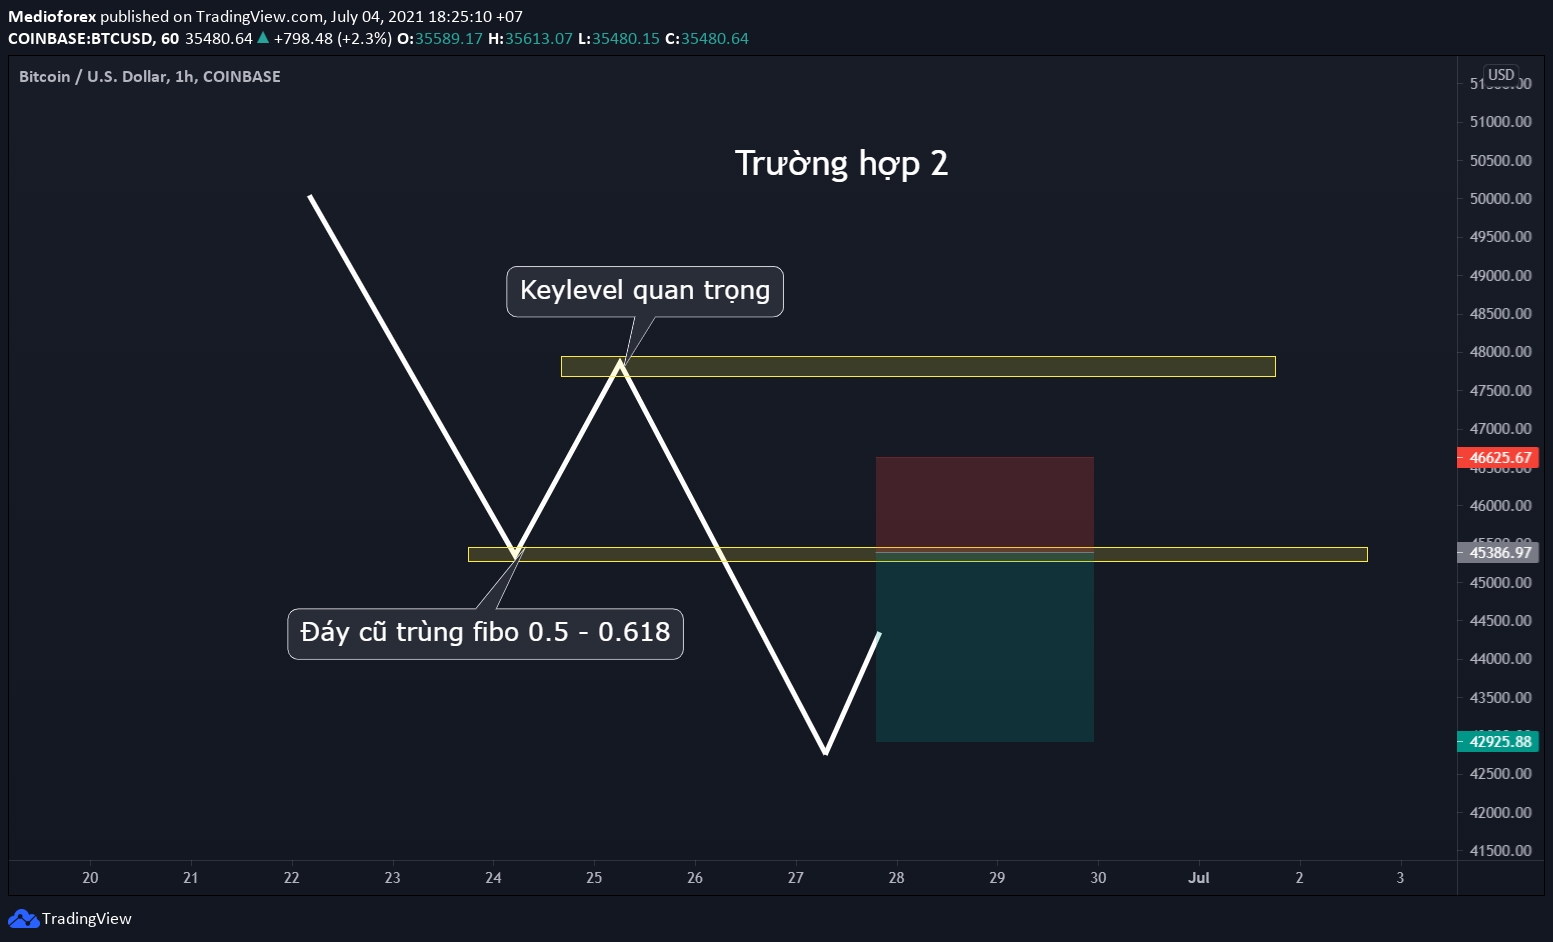 Medioforex published on TradingView.com, July 04, 2021 18:25:10 +07
COINBASE:BTCUSD, 60 35480.64 ▲ +798.48 (+2.3%) O:35589.17 H:35613.07 L:35480.15 C:35480.64
Bitcoin / U.S. Dollar, 1h, COINBASE
USD
51000.00
Trường hợp 2
50500.00
50000.00
49500.00
49000.00
Keylevel quan trọng
48500.00
48000.00
47500.00
47000.00
46625.67
46000.00
45386.97
45000.00
44500.00
Đáy cũ trùng fibo 0.5 - 0.618
44000.00
43500.00
42925.88
42500.00
42000.00
41500.00
20 21 22 23 24 25 26 27 28 29 30 Jul 2 3
TradingView